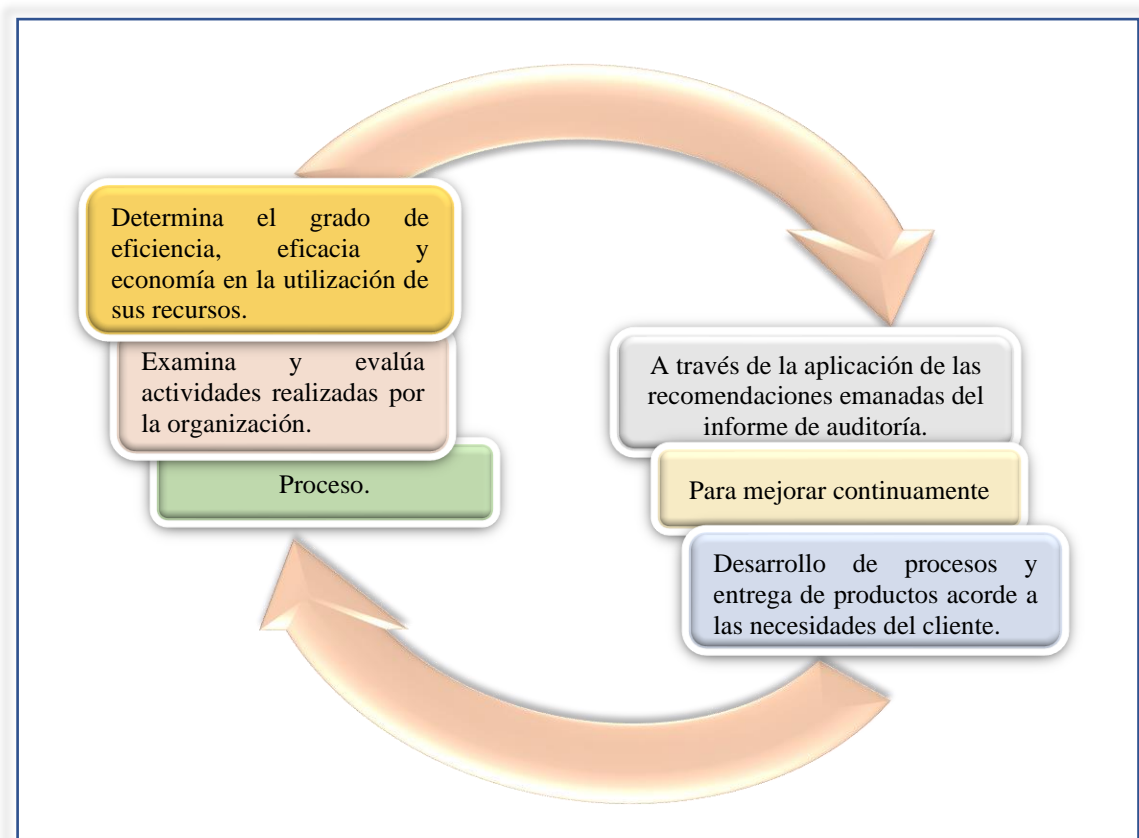 Determina el grado de
eficiencia, eficacia y
economía en la utilización de
sus recursos.
Examina y evalúa
actividades realizadas por
la organización.
Proceso.
A través de la aplicación de las
recomendaciones emanadas del
informe de auditoría.
Para mejorar continuamente
Desarrollo de procesos y
entrega de productos acorde a
las necesidades del cliente.